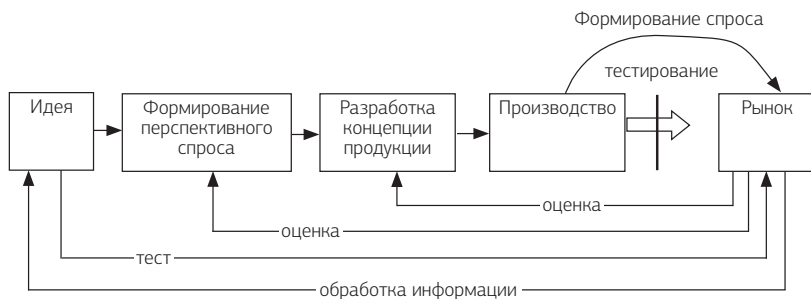 Формирование спроса
тестирование
Идея
Формирование
перспективного
спроса
Разработка
концепции
продукции
Производство
Рынок
оценка
оценка
тест
обработка информации